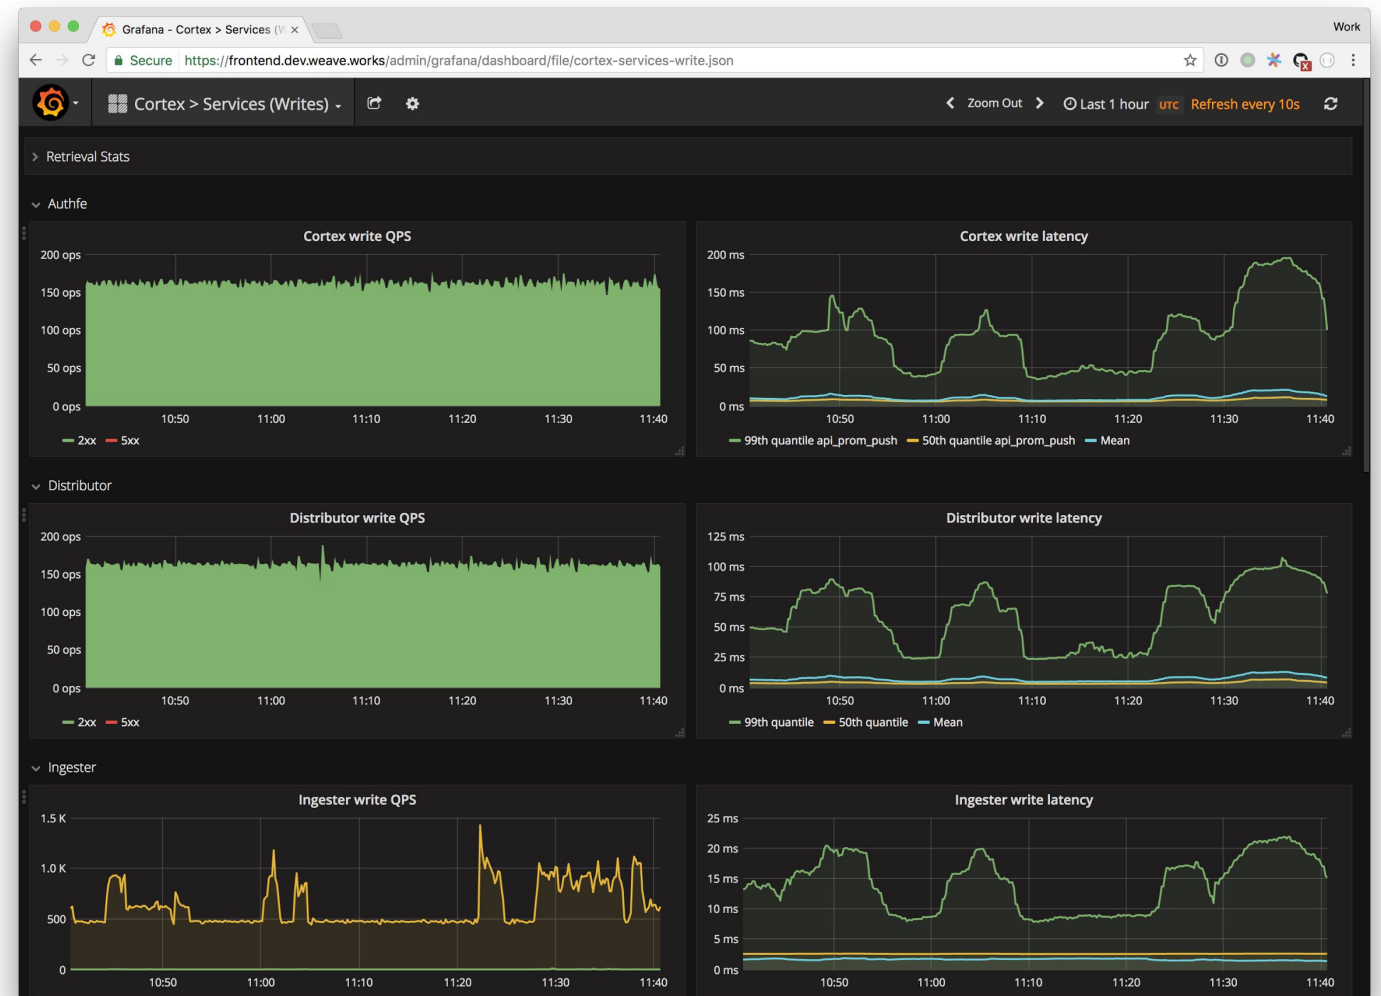 Grafana - Cortex > Services (W ×
Work
Secure https://frontend.dev.weave.works/admin/grafana/dashboard/file/cortex-services-write.json
Cortex > Services (Writes)
Zoom Out
Last 1 hour UTC Refresh every 10s
Retrieval Stats
Authfe
Cortex write QPS
200 ops
150 ops
100 ops
50 ops
0 ops
10:50 11:00 11:10 11:20 11:30 11:40
2xx 5xx
Cortex write latency
200 ms
150 ms
100 ms
50 ms
0 ms
10:50 11:00 11:10 11:20 11:30 11:40
99th quantile api_prom_push 50th quantile api_prom_push Mean
Distributor
Distributor write QPS
200 ops
150 ops
100 ops
50 ops
0 ops
10:50 11:00 11:10 11:20 11:30 11:40
2xx 5xx
Distributor write latency
125 ms
100 ms
75 ms
50 ms
25 ms
0 ms
10:50 11:00 11:10 11:20 11:30 11:40
99th quantile 50th quantile Mean
Ingester
Ingester write QPS
1.5 K
1.0 K
500
0
10:50 11:00 11:10 11:20 11:30 11:40
Ingester write latency
25 ms
20 ms
15 ms
10 ms
5 ms
0 ms
10:50 11:00 11:10 11:20 11:30 11:40